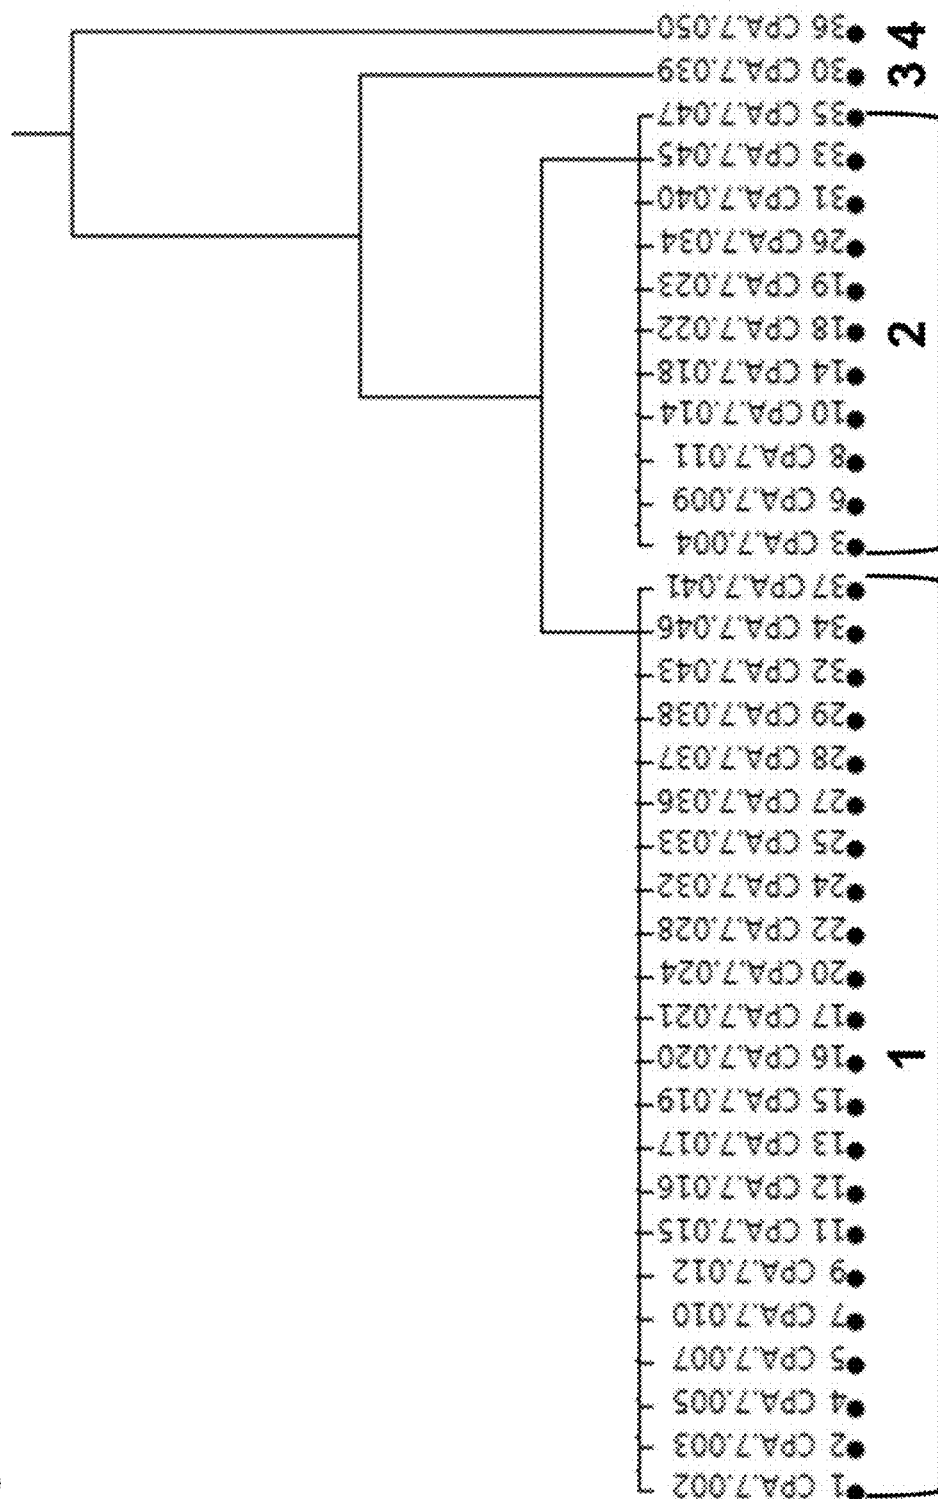 36 CPA.7.050
30 CPA.7.039
35 CPA.7.047
33 CPA.7.045
31 CPA.7.040
26 CPA.7.034
19 CPA.7.023
18 CPA.7.022
14 CPA.7.018
10 CPA.7.014
8 CPA.7.011
6 CPA.7.009
3 CPA.7.004
37 CPA.7.041
34 CPA.7.046
32 CPA.7.043
29 CPA.7.038
28 CPA.7.037
27 CPA.7.036
25 CPA.7.033
24 CPA.7.032
22 CPA.7.028
20 CPA.7.024
17 CPA.7.021
16 CPA.7.020
15 CPA.7.019
13 CPA.7.017
12 CPA.7.016
11 CPA.7.015
9 CPA.7.012
7 CPA.7.010
5 CPA.7.007
4 CPA.7.005
2 CPA.7.003
1 CPA.7.002
4
3
2
1